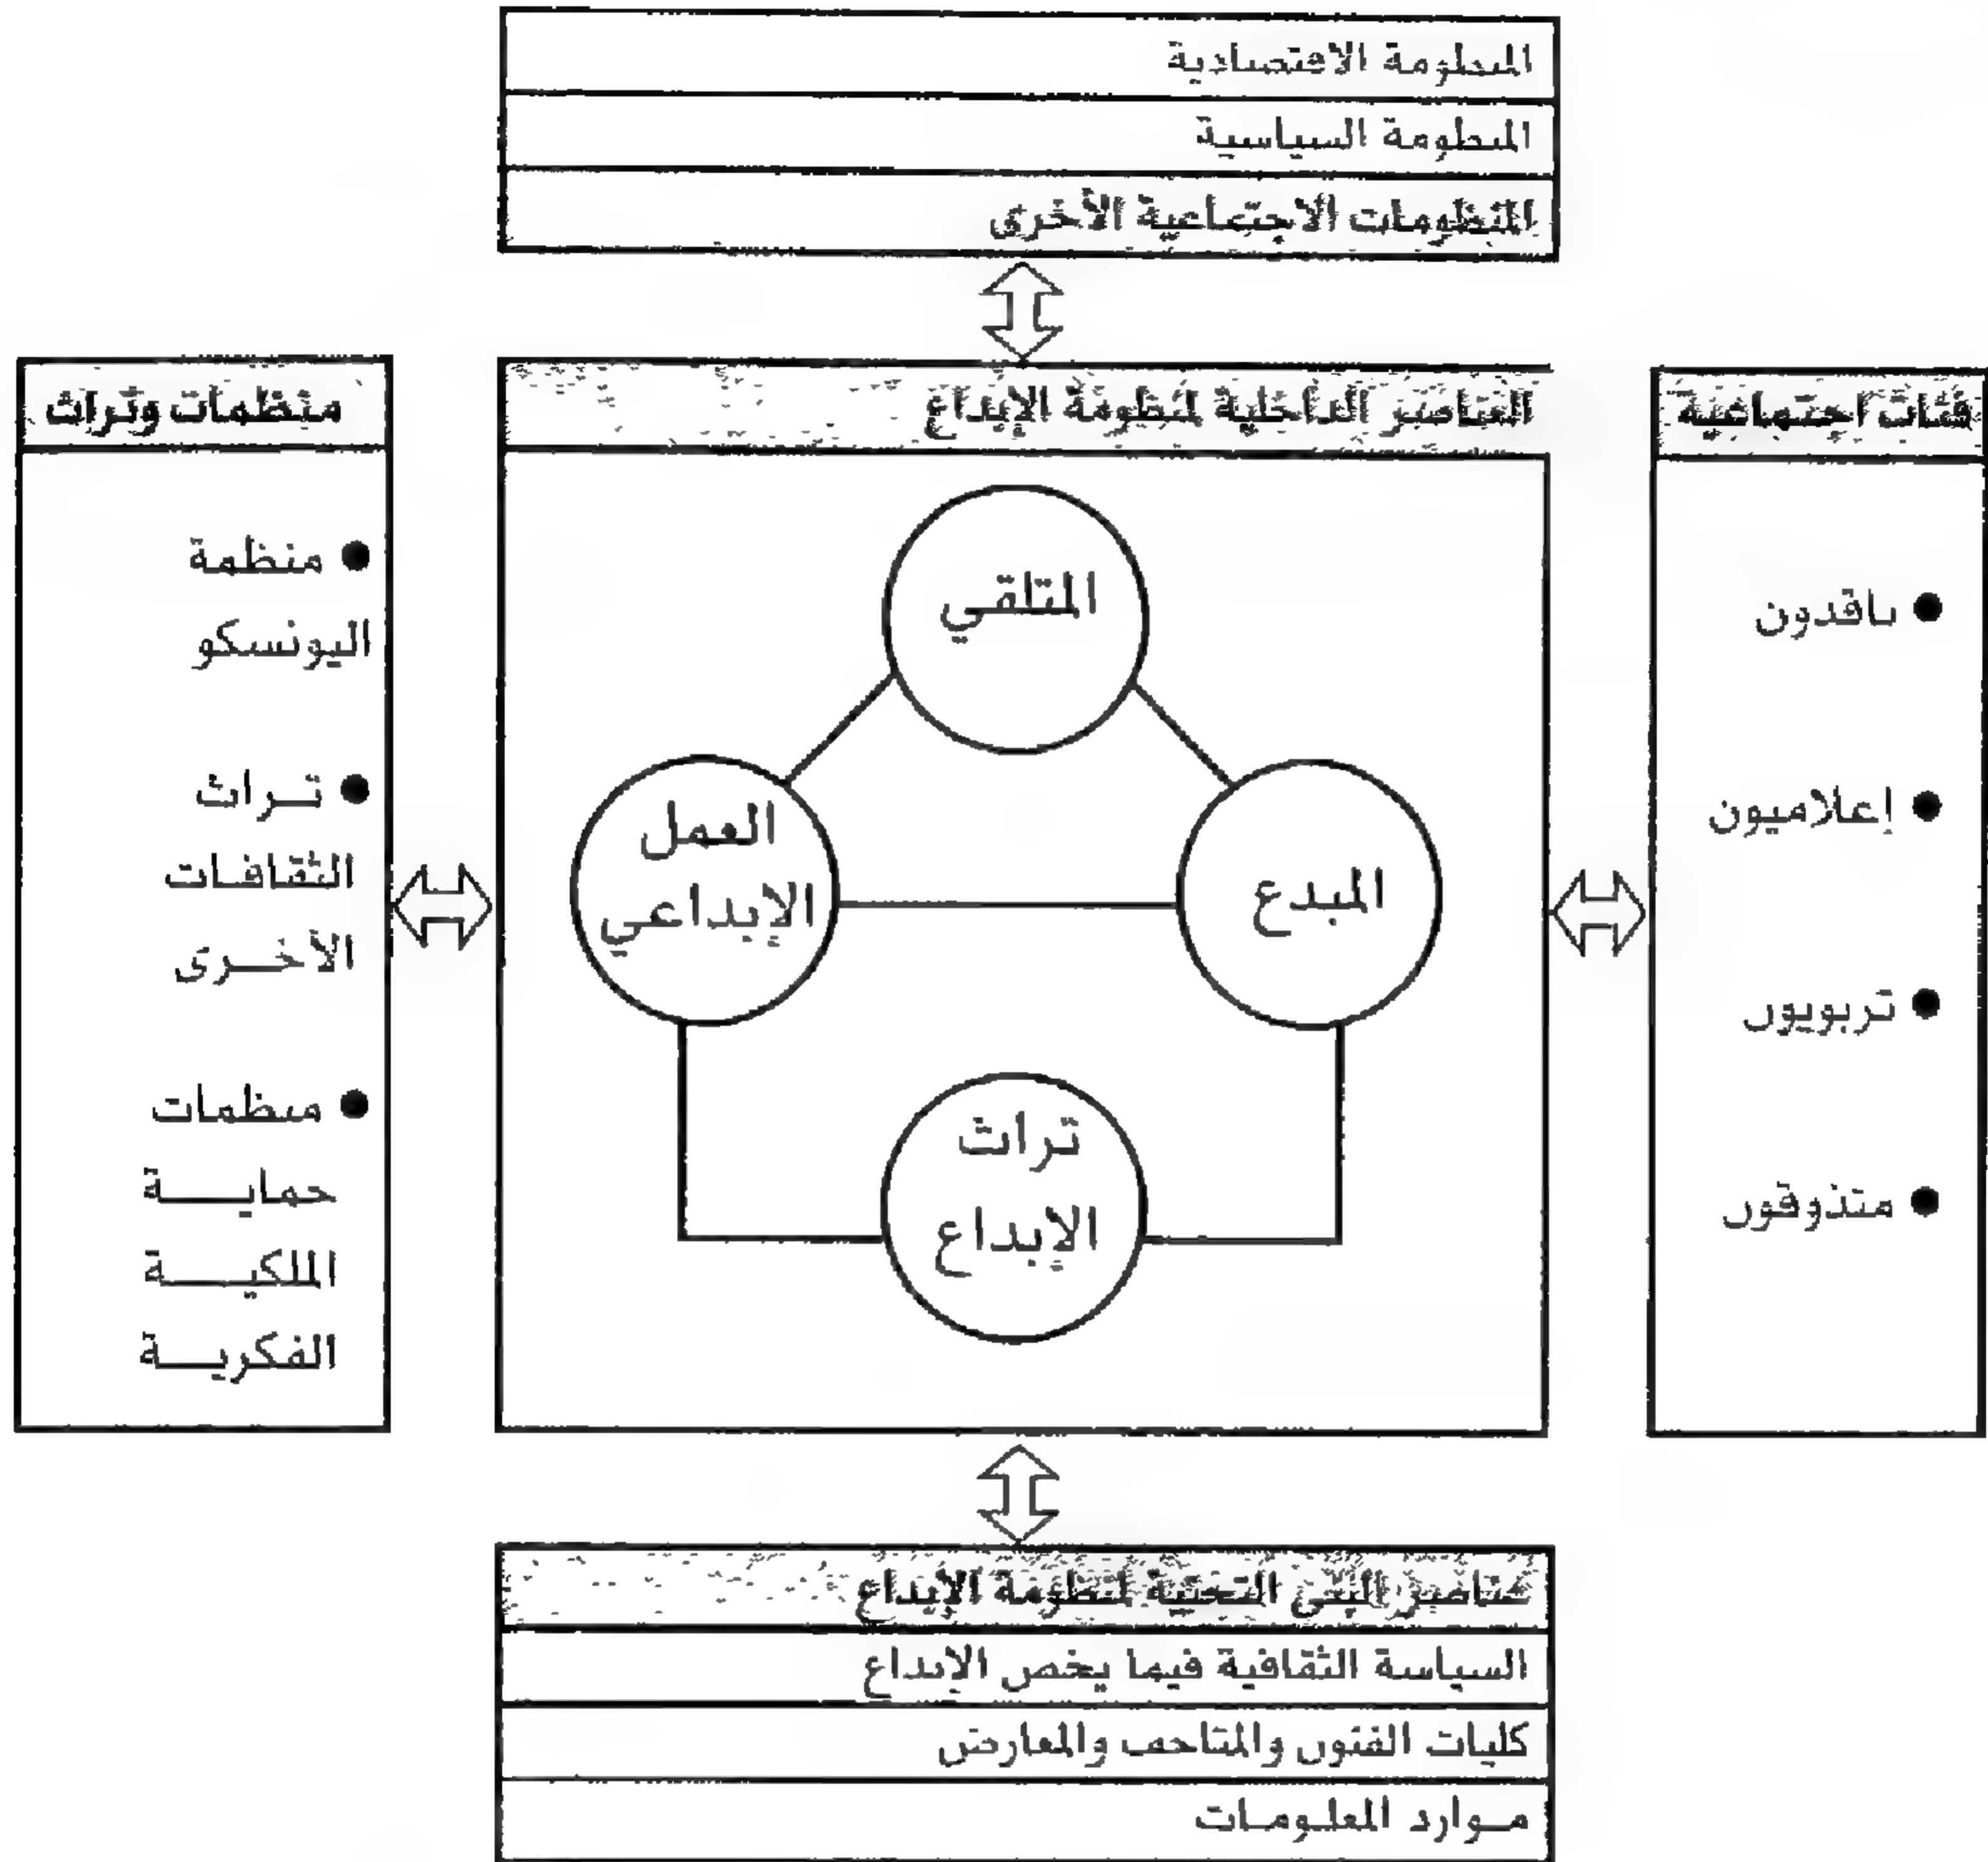 المنظومة الاقتصادية
المنظومة السياسية
المنظومات الاجتماعية الأخرى
فئات اجتماعية
● ناقدون
● إعلاميون
● تربويون
● متذوقون
العناصر الداخلية لمنظومة الإبداع
المتلقي
المبدع
العمل
الإبداعي
تراث
الإبداع
منظمات وتراث
● منظمة
اليونسكو
● تراث
الثقافات
الأخرى
● منظمات
حماية
الملكية
الفكرية
عناصر البنى التحتية لمنظومة الإبداع
السياسة الثقافية فيما يخص الإبداع
كليات الفنون والمتاحف والمعارض
موارد المعلومات